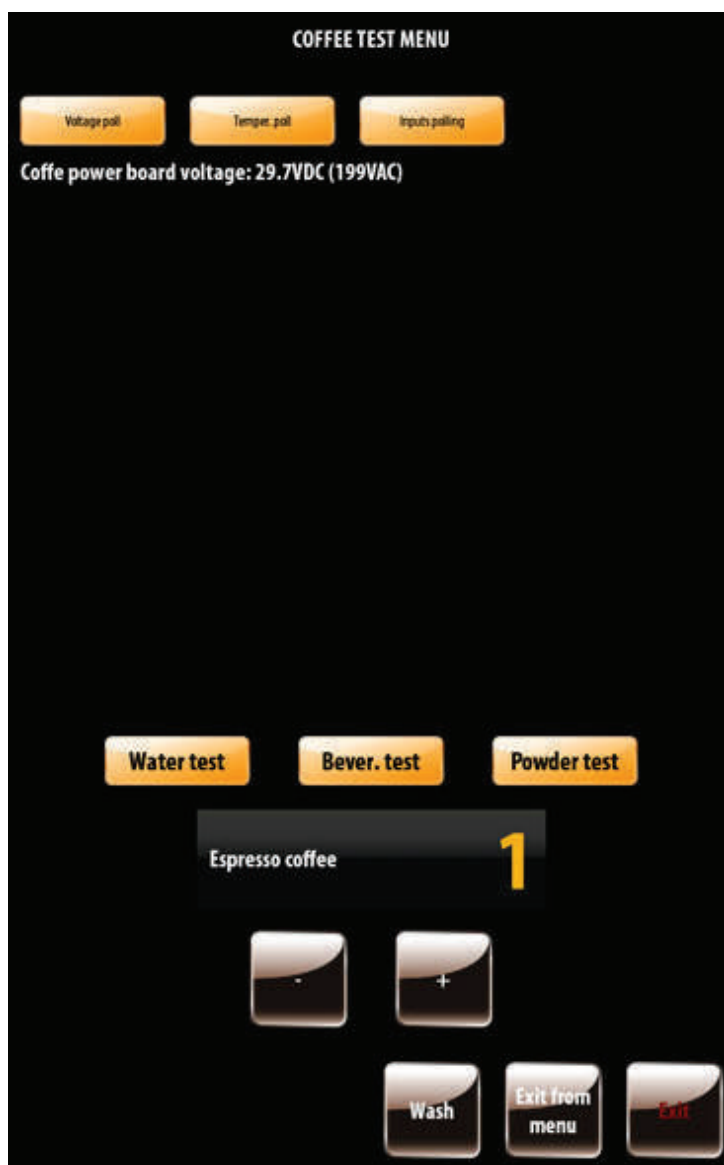 COFFEE TEST MENU
Voltage poll
Temper. poll
Inputs polling
Coffe power board voltage: 29.7VDC (199VAC)
Water test
Bever. test
Powder test
Espresso coffee
1
-
+
Wash
Exit from
menu
Exit